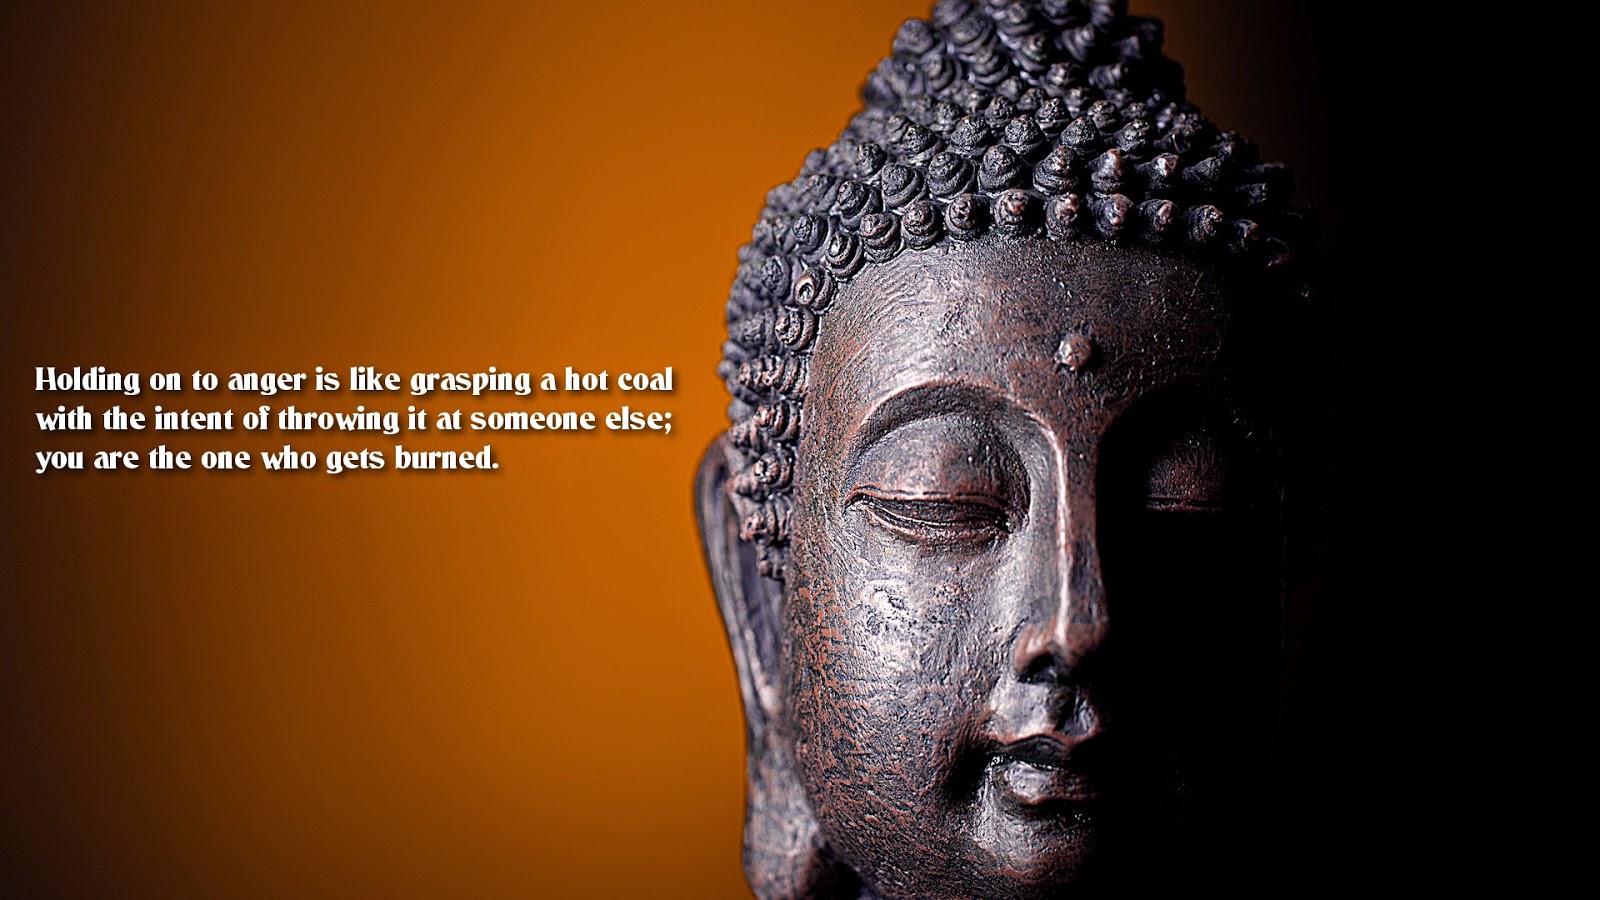 Holding on to anger is like grasping a hot coal
with the intent of throwing it at someone else;
you are the one who gets burned.